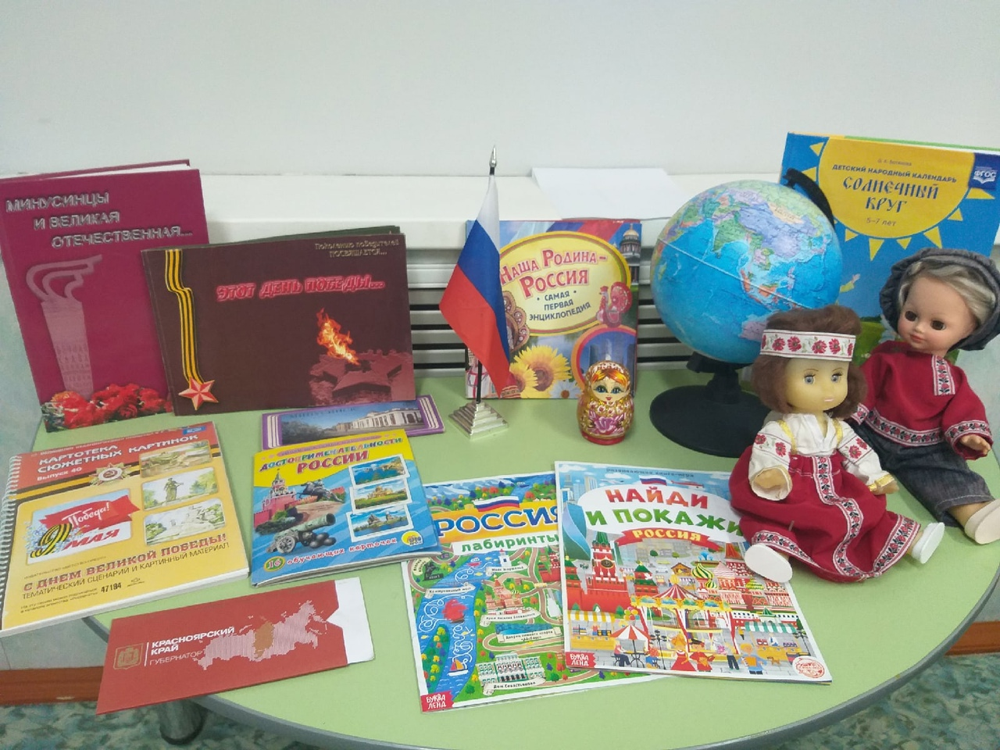 МИНУСИНЦЫ
И ВЕЛИКАЯ
ОТЕЧЕСТВЕННАЯ...
Поколению победителей
ПОСВЯЩАЕТСЯ...
ЭТОТ ДЕНЬ ПОБЕДЫ...
НАША РОДИНА–
РОССИЯ
САМАЯ
ПЕРВАЯ
ЭНЦИКЛОПЕДИЯ
ДЕТСКИЙ НАРОДНЫЙ КАЛЕНДАРЬ
СОЛНЕЧНЫЙ
КРУГ
5–7 лет
ФГОС
КАРТОТЕКА
СЮЖЕТНЫХ КАРТИНОК
Выпуск 40
Победа!
9 МАЯ
С ДНЕМ ВЕЛИКОЙ ПОБЕДЫ!
ТЕМАТИЧЕСКИЙ СЦЕНАРИЙ И КАРТИННЫЙ МАТЕРИАЛ
47194
ДОСТОПРИМЕЧАТЕЛЬНОСТИ
РОССИИ
16 обучающих карточек
КРАСНОЯРСКИЙ
КРАЙ
ГУБЕРНАТОР
РОССИЯ
лабиринты
БУКВА
ЛЕНД
НАЙДИ
И ПОКАЖИ
РОССИЯ
БУКВА
ЛЕНД